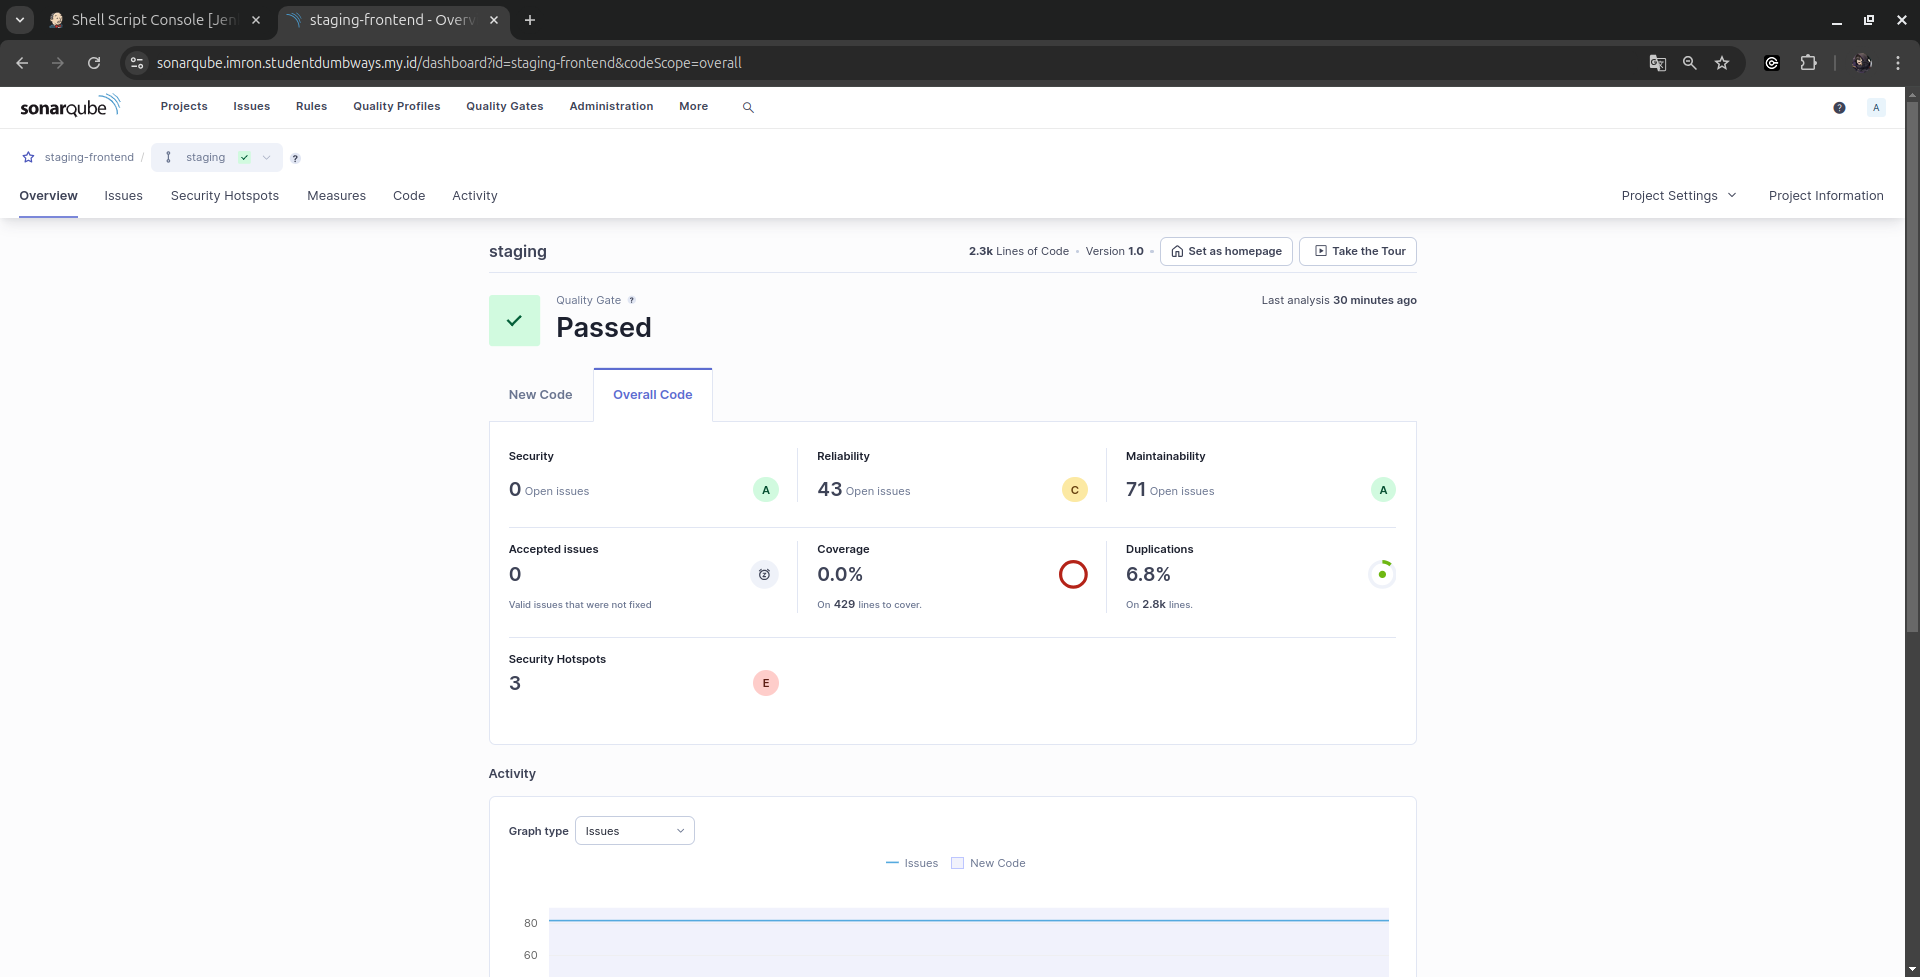 Shell Script Console [Jen
staging-frontend - Overv
sonarqube.imron.studentdumbways.my.id/dashboard?id=staging-frontend&codeScope=overall
sonarqube Projects Issues Rules Quality Profiles Quality Gates Administration More ? A
staging-frontend / staging ?
Overview Issues Security Hotspots Measures Code Activity Project Settings Project Information
staging 2.3k Lines of Code • Version 1.0 • Set as homepage Take the Tour
Quality Gate ? Last analysis 30 minutes ago
Passed
New Code Overall Code
Security Reliability Maintainability
0 Open issues A 43 Open issues C 71 Open issues A
Accepted issues Coverage Duplications
0 0.0% 6.8%
Valid issues that were not fixed On 429 lines to cover. On 2.8k lines.
Security Hotspots
3 E
Activity
Graph type Issues
Issues New Code
80
60